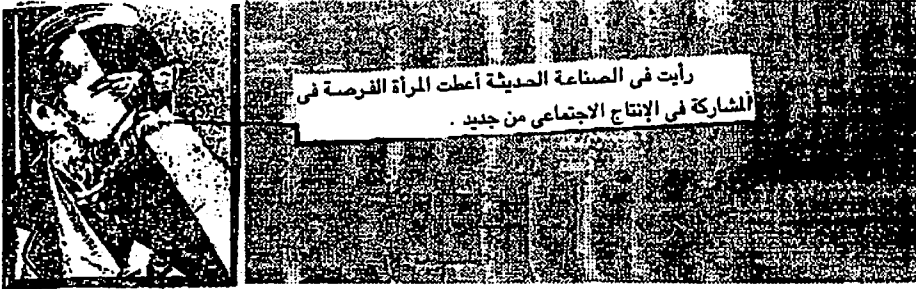 رأيت فى الصناعة الحديثة أعطت المرأة الفرصة فى
المشاركة فى الإنتاج الاجتماعى من جديد .